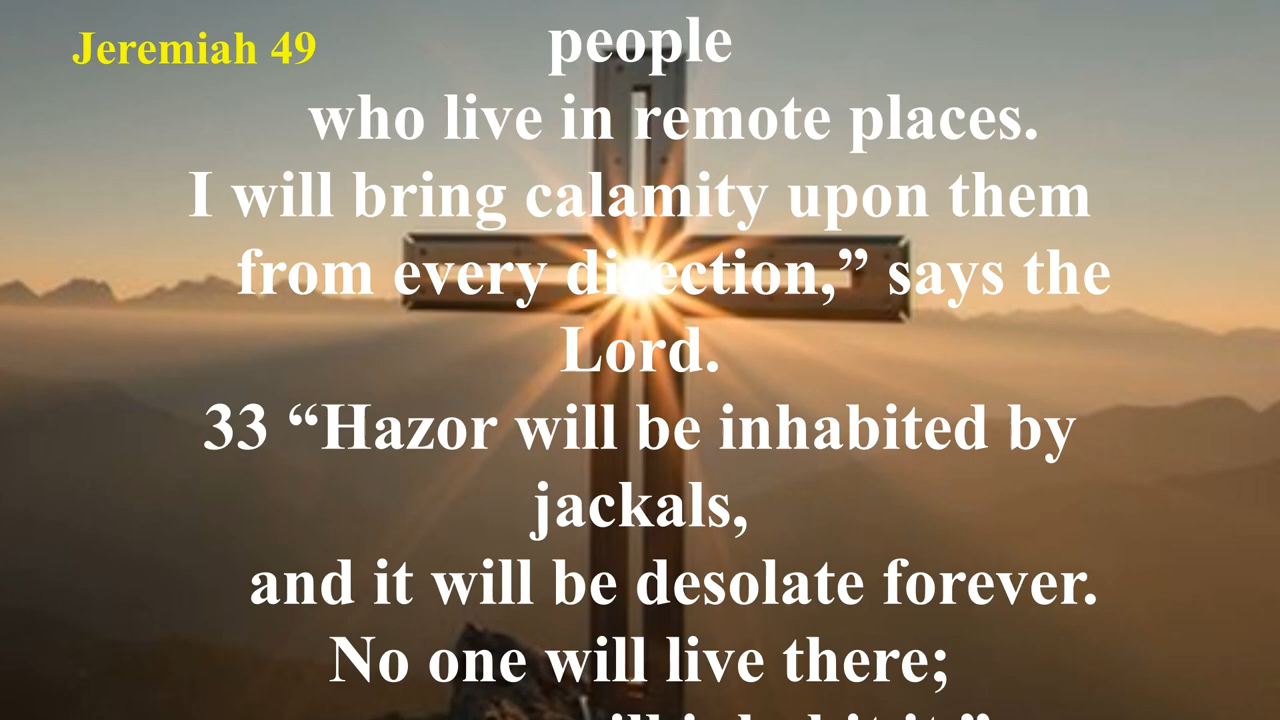 Jeremiah 49
people
who live in remote places.
I will bring calamity upon them
from every direction,” says the
Lord.
33 “Hazor will be inhabited by
jackals,
and it will be desolate forever.
No one will live there;